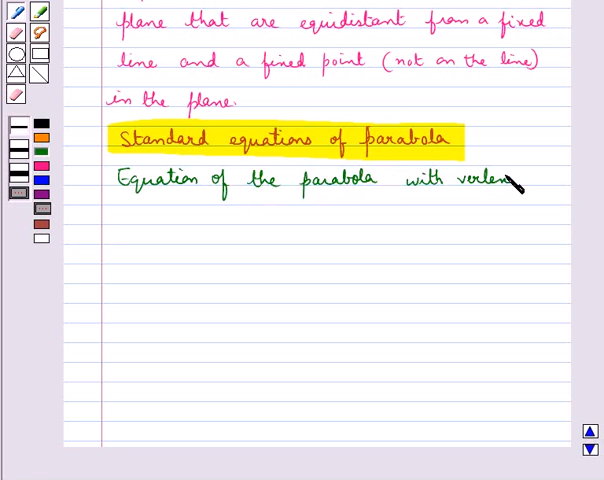 plane that are equidistant from a fixed
line and a fixed point (not on the line)
in the plane.
Standard equations of parabola
Equation of the parabola with vertex